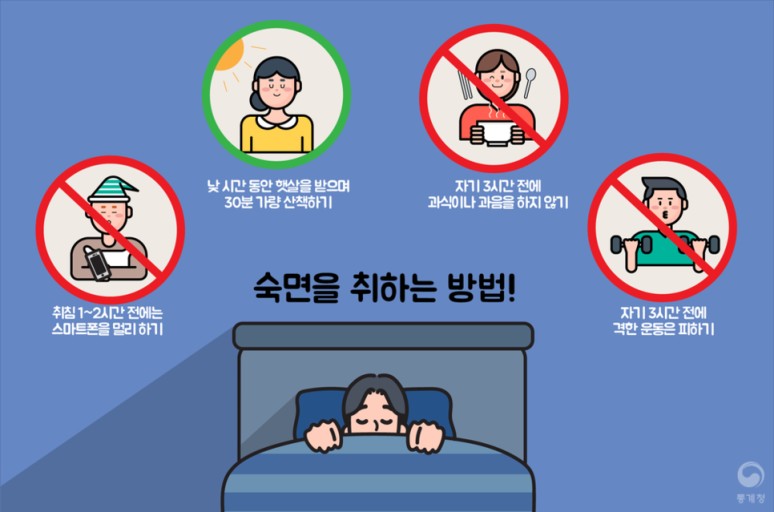 낮 시간 동안 햇살을 받으며
30분 가량 산책하기
자기 3시간 전에
과식이나 과음을 하지 않기
취침 1~2시간 전에는
스마트폰을 멀리 하기
자기 3시간 전에
격한 운동은 피하기
숙면을 취하는 방법!
통계청